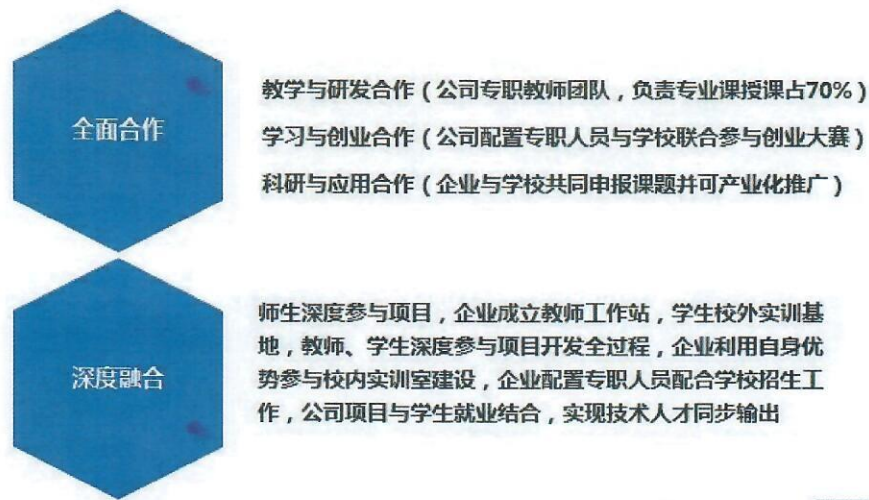 全面合作
教学与研发合作（公司专职教师团队，负责专业课授课占70%）
学习与创业合作（公司配置专职人员与学校联合参与创业大赛）
科研与应用合作（企业与学校共同申报课题并可产业化推广）
深度融合
师生深度参与项目，企业成立教师工作站，学生校外实训基
地，教师、学生深度参与项目开发全过程，企业利用自身优
势参与校内实训室建设，企业配置专职人员配合学校招生工
作，公司项目与学生就业结合，实现技术人才同步输出